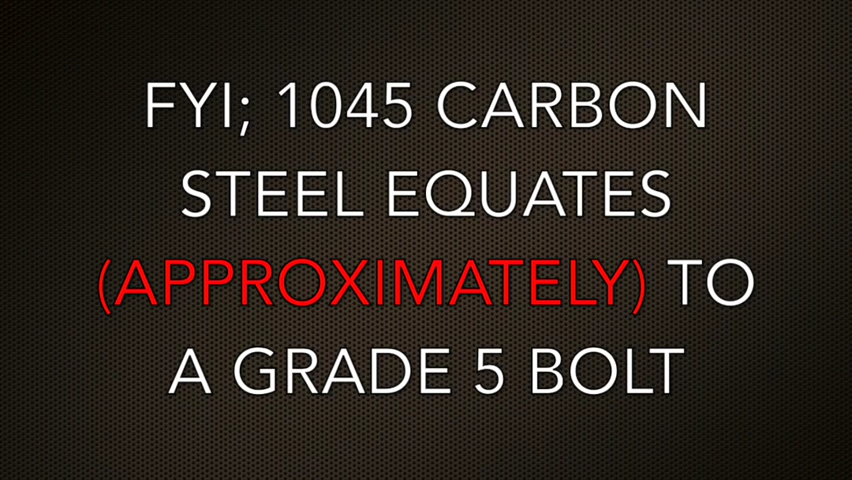 FYI; 1045 CARBON
STEEL EQUATES
(APPROXIMATELY) TO
A GRADE 5 BOLT